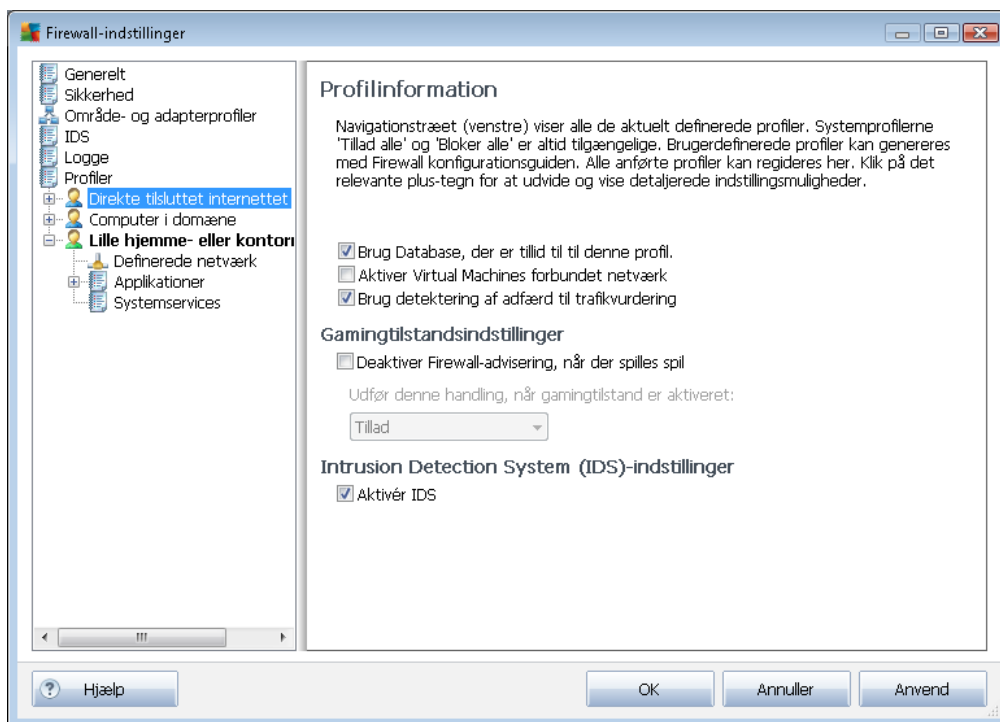 Firewall-indstillinger
Generelt
Sikkerhed
Område- og adapterprofiler
IDS
Logge
Profiler
Direkte tilsluttet internettet
Computer i domæne
Lille hjemme- eller kontorn
Definerede netværk
Applikationer
Systemservices
Profilinformation
Navigationstræet (venstre) viser alle de aktuelt definerede profiler. Systemprofilerne
'Tillad alle' og 'Bloker alle' er altid tilgængelige. Brugerdefinerede profiler kan genereres
med Firewall konfigurationsguiden. Alle anførte profiler kan regideres her. Klik på det
relevante plus-tegn for at udvide og vise detaljerede indstillingsmuligheder.
Brug Database, der er tillid til til denne profil.
Aktiver Virtual Machines forbundet netværk
Brug detektering af adfærd til trafikvurdering
Gamingtilstandsindstillinger
Deaktiver Firewall-advisering, når der spilles spil
Udfør denne handling, når gamingtilstand er aktiveret:
Tillad
Intrusion Detection System (IDS)-indstillinger
Aktivér IDS
? Hjælp
OK
Annuller
Anvend